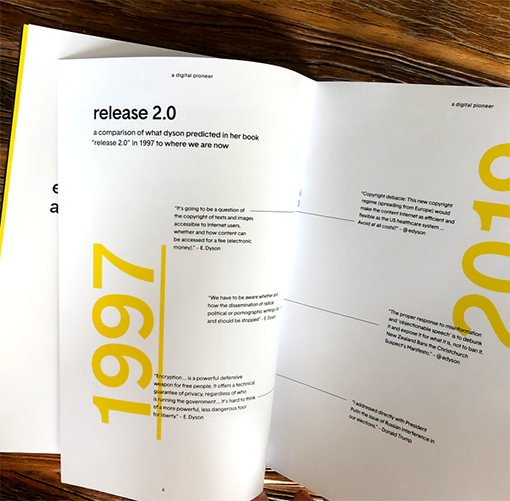 a digital pioneer
release 2.0
a comparison of what dyson predicted in her book
"release 2.0" in 1997 to where we are now
1997
"It's going to be a question of
the copyright of texts and images
accessible to Internet users,
whether and how content can
be accessed for a fee (electronic
money)." - E. Dyson
"We have to be aware whether and
how the dissemination of radical
political or pornographic writings can
and should be stopped" - E. Dyson
"Encryption... is a powerful defensive
weapon for free people. It offers a technical
guarantee of privacy, regardless of who
is running the government... It's hard to think
of a more powerful, less dangerous tool
for liberty." - E. Dyson
a digital pioneer
2019
"Copyright debacle: This new copyright
regime (spreading from Europe) would
make the content Internet as efficient and
flexible as the US healthcare system ...
Avoid at all costs!!" - @edyson
"The proper response to misinformation
and 'objectionable speech' is to debunk
it and expose it for what it is, not to ban it.
New Zealand Bans the Christchurch
Suspect's Manifesto." - @edyson
"I addressed directly with President
Putin the issue of Russian interference in
our elections." - Donald Trump